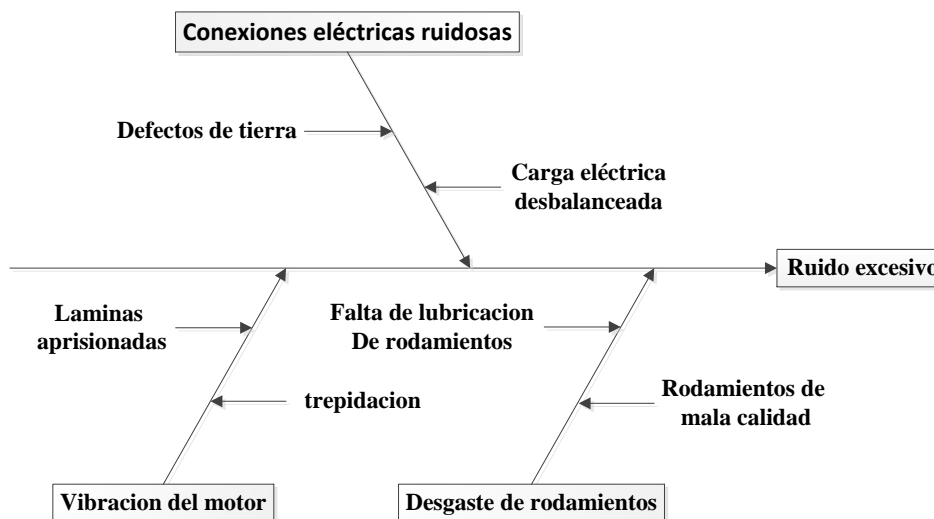 Conexiones eléctricas ruidosas
Defectos de tierra
Carga eléctrica
desbalanceada
Ruido excesivo
Laminas
aprisionadas
Falta de lubricacion
De rodamientos
trepidacion
Rodamientos de
mala calidad
Vibracion del motor
Desgaste de rodamientos